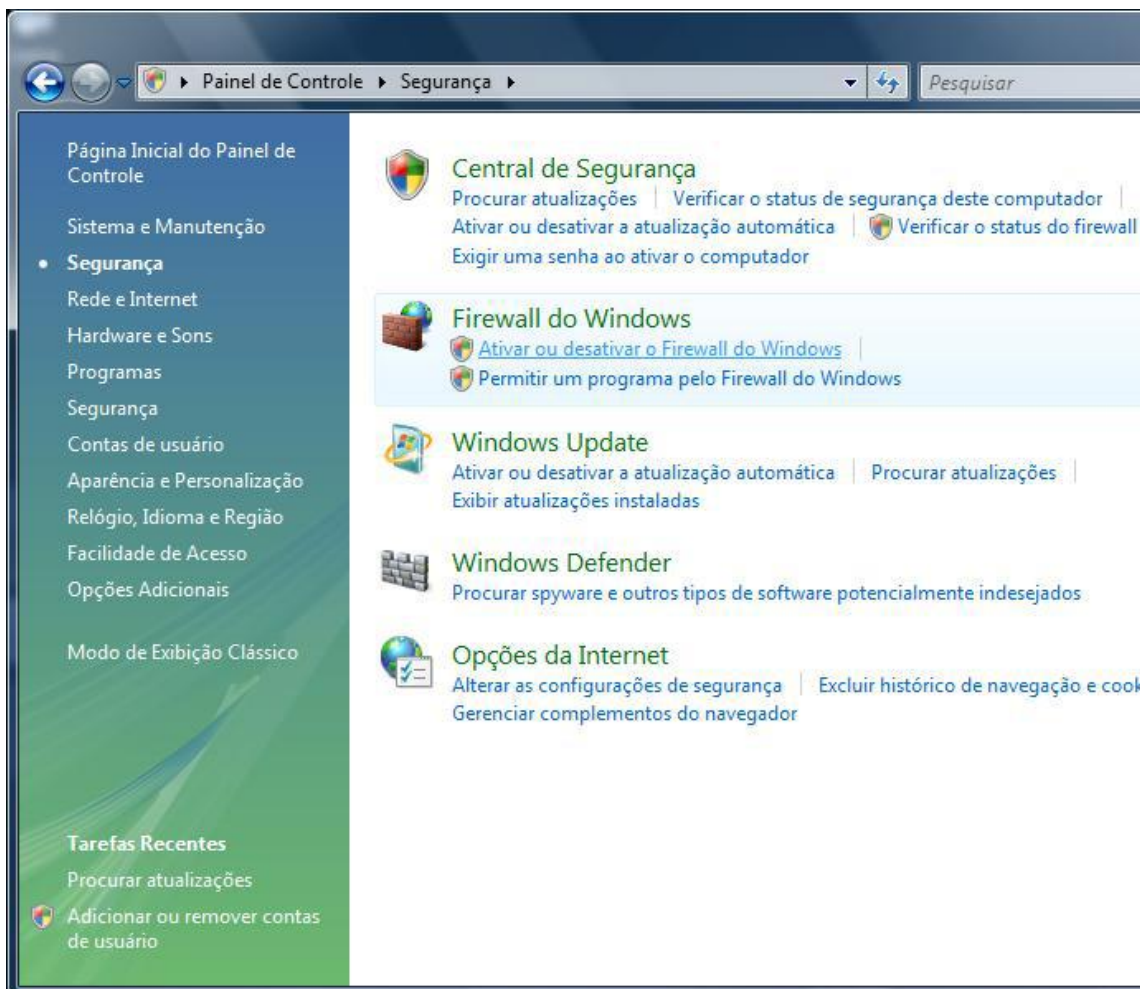 Painel de Controle
Segurança
Pesquisar
Página Inicial do Painel de
Controle
Sistema e Manutenção
Segurança
Rede e Internet
Hardware e Sons
Programas
Segurança
Contas de usuário
Aparência e Personalização
Relógio, Idioma e Região
Facilidade de Acesso
Opções Adicionais
Modo de Exibição Clássico
Tarefas Recentes
Procurar atualizações
Adicionar ou remover contas
de usuário
Central de Segurança
Procurar atualizações Verificar o status de segurança deste computador
Ativar ou desativar a atualização automática Verificar o status do firewall
Exigir uma senha ao ativar o computador
Firewall do Windows
Ativar ou desativar o Firewall do Windows
Permitir um programa pelo Firewall do Windows
Windows Update
Ativar ou desativar a atualização automática Procurar atualizações
Exibir atualizações instaladas
Windows Defender
Procurar spyware e outros tipos de software potencialmente indesejados
Opções da Internet
Alterar as configurações de segurança Excluir histórico de navegação e cook
Gerenciar complementos do navegador